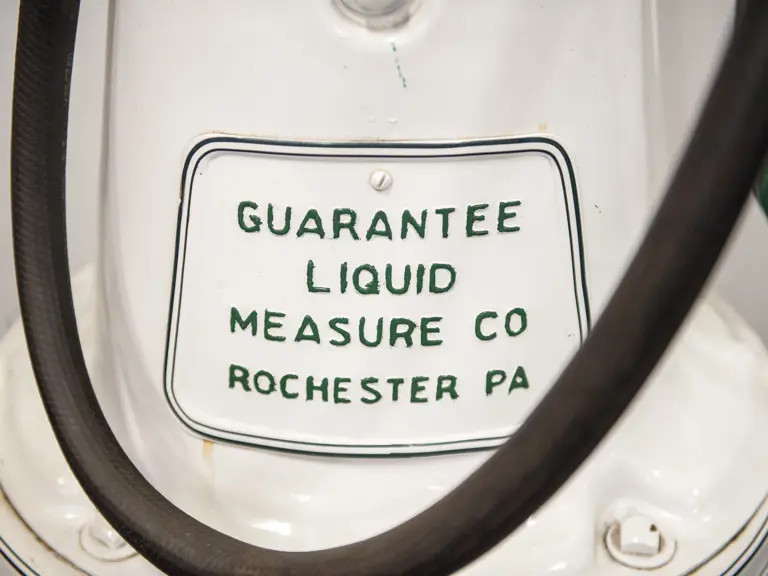 GUARANTEE
LIQUID
MEASURE CO
ROCHESTER PA